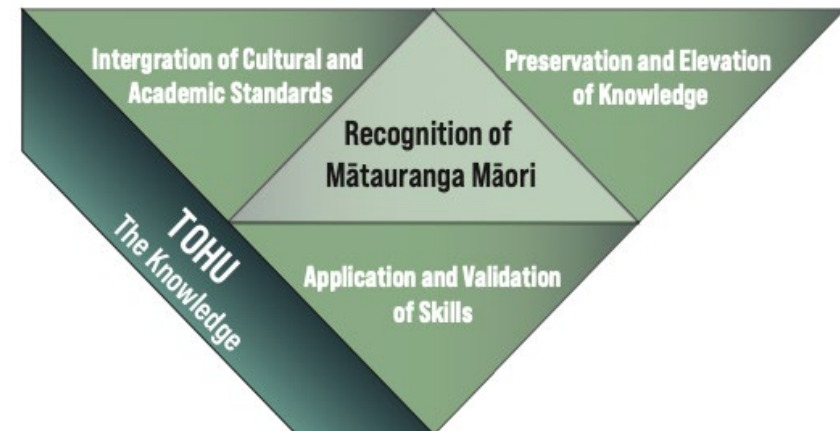 Intergration of Cultural and
Academic Standards
Preservation and Elevation
of Knowledge
Recognition of
Mātauranga Māori
TOHU
The Knowledge
Application and Validation
of Skills